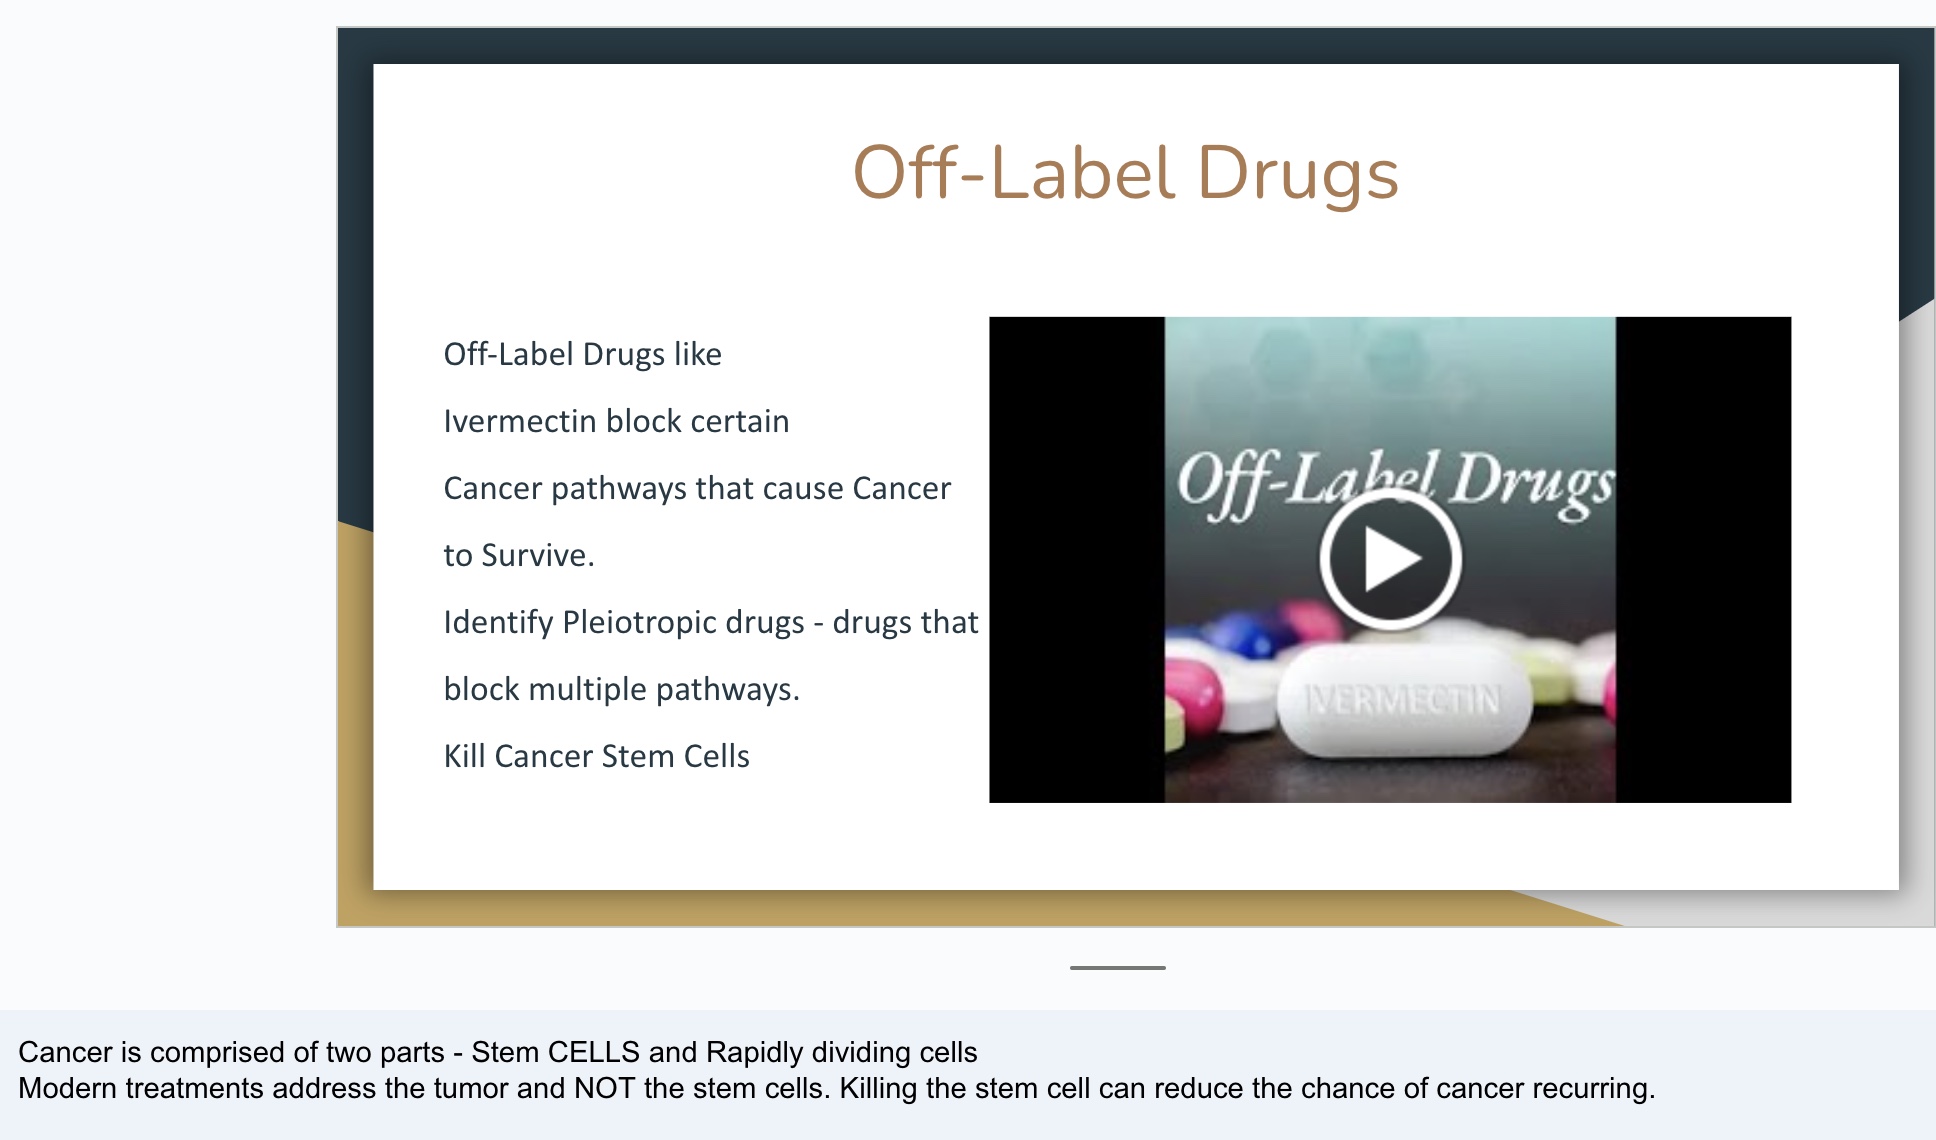 Off-Label Drugs
Off-Label Drugs like
Ivermectin block certain
Cancer pathways that cause Cancer
to Survive.
Identify Pleiotropic drugs - drugs that
block multiple pathways.
Kill Cancer Stem Cells
Off-Label Drugs
IVERMECTIN
Cancer is comprised of two parts - Stem CELLS and Rapidly dividing cells
Modern treatments address the tumor and NOT the stem cells. Killing the stem cell can reduce the chance of cancer recurring.